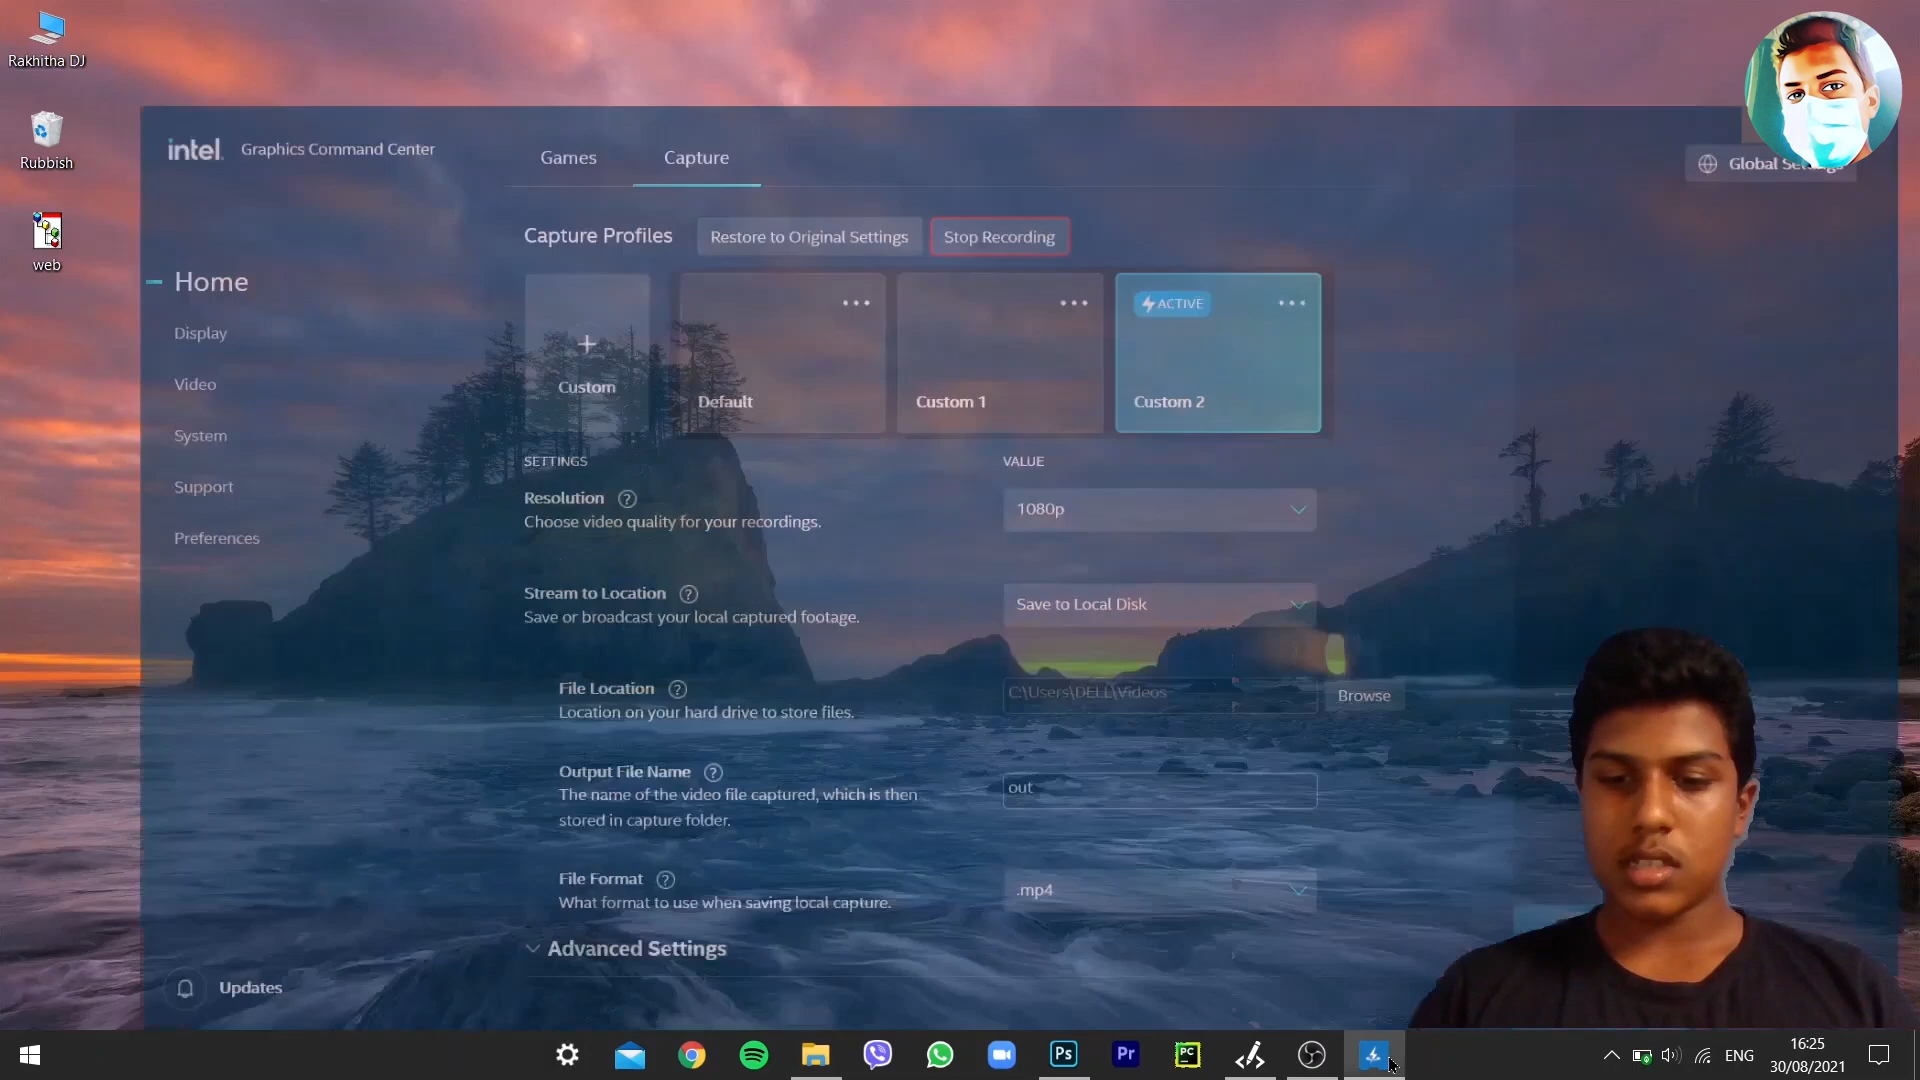 Rakhitha DJ
Rubbish
web
intel. Graphics Command Center
Games
Capture
Global Settings
Capture Profiles
Restore to Original Settings
Stop Recording
Home
Display
Video
System
Support
Preferences
Updates
+
Custom
Default
Custom 1
ACTIVE
Custom 2
SETTINGS
VALUE
Resolution ?
Choose video quality for your recordings.
1080p
Stream to Location ?
Save or broadcast your local captured footage.
Save to Local Disk
File Location ?
Location on your hard drive to store files.
C:\Users\DELL\Videos
Browse
Output File Name ?
The name of the video file captured, which is then
stored in capture folder.
out
File Format ?
What format to use when saving local capture.
.mp4
Advanced Settings
Ps
Pr
PC
ENG
16:25
30/08/2021